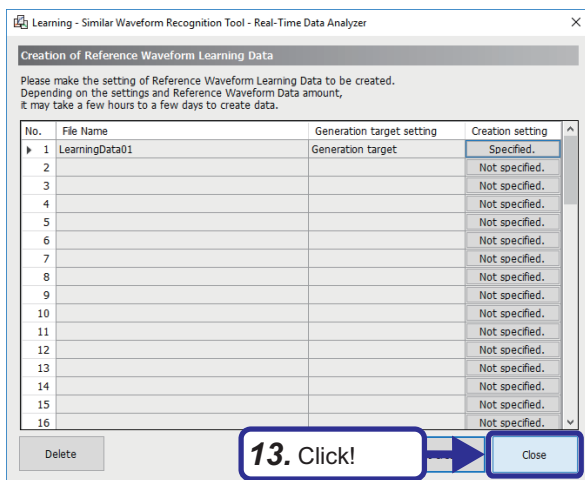 Learning - Similar Waveform Recognition Tool - Real-Time Data Analyzer
Creation of Reference Waveform Learning Data
Please make the setting of Reference Waveform Learning Data to be created.
Depending on the settings and Reference Waveform Data amount,
it may take a few hours to a few days to create data.
No. File Name Generation target setting Creation setting
1 LearningData01 Generation target Specified.
2 Not specified.
3 Not specified.
4 Not specified.
5 Not specified.
6 Not specified.
7 Not specified.
8 Not specified.
9 Not specified.
10 Not specified.
11 Not specified.
12 Not specified.
13 Not specified.
14 Not specified.
15 Not specified.
16 Not specified.
Delete 13. Click! Close